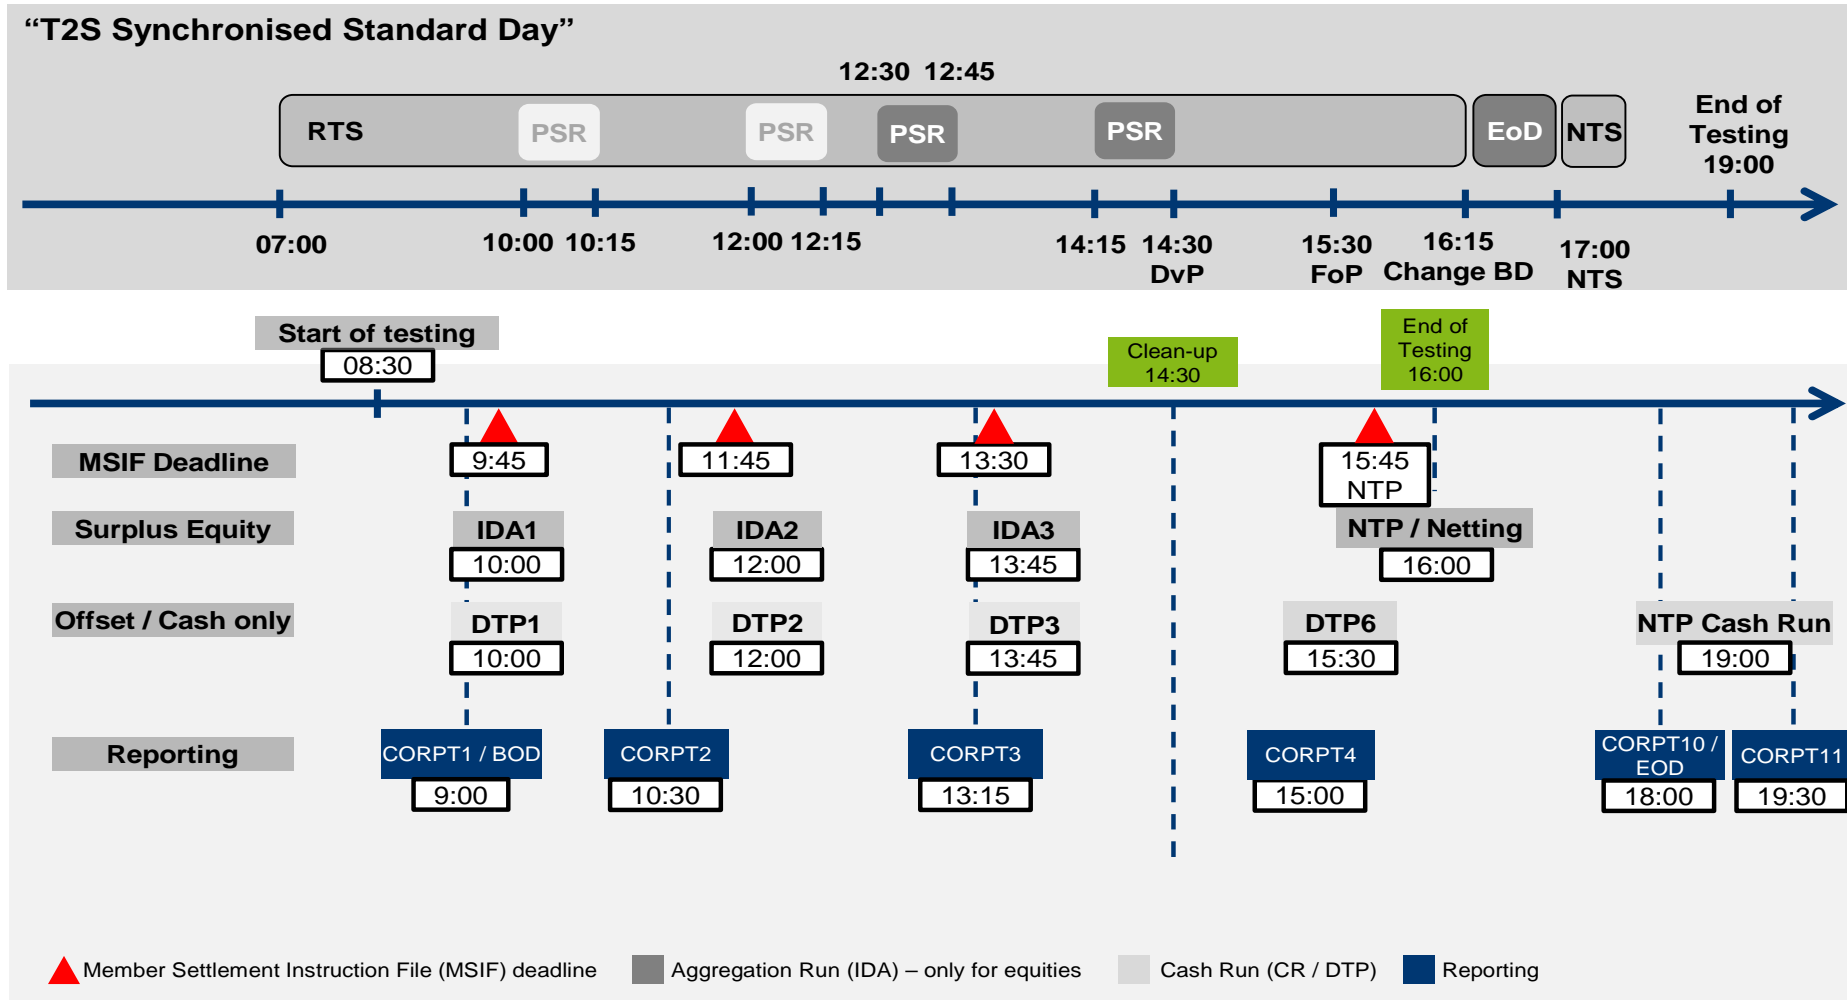 “T2S Synchronised Standard Day”
12:30 12:45
RTS
PSR
PSR
PSR
PSR
EoD
NTS
End of
Testing
19:00
07:00
10:00 10:15
12:00 12:15
14:15 14:30
DvP
15:30
FoP
16:15
Change BD
17:00
NTS
Start of testing
08:30
Clean-up
14:30
End of
Testing
16:00
MSIF Deadline
9:45
11:45
13:30
15:45
NTP
Surplus Equity
IDA1
10:00
IDA2
12:00
IDA3
13:45
NTP / Netting
16:00
Offset / Cash only
DTP1
10:00
DTP2
12:00
DTP3
13:45
DTP6
15:30
NTP Cash Run
19:00
Reporting
CORPT1 / BOD
9:00
CORPT2
10:30
CORPT3
13:15
CORPT4
15:00
CORPT10 /
EOD
18:00
CORPT11
19:30
Member Settlement Instruction File (MSIF) deadline
Aggregation Run (IDA) – only for equities
Cash Run (CR / DTP)
Reporting